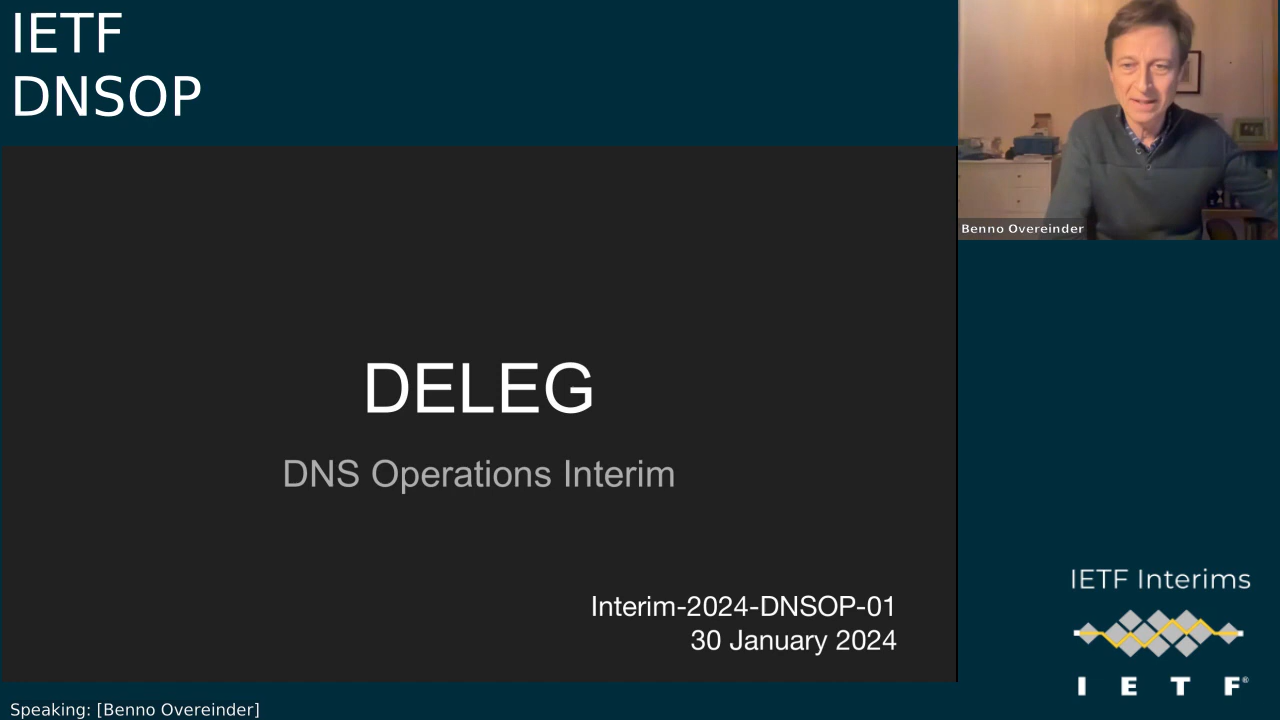 IETF
DNSOP
Benno Overeinder
DELEG
DNS Operations Interim
Interim-2024-DNSOP-01
30 January 2024
IETF Interims
I E T F®
Speaking: [Benno Overeinder]